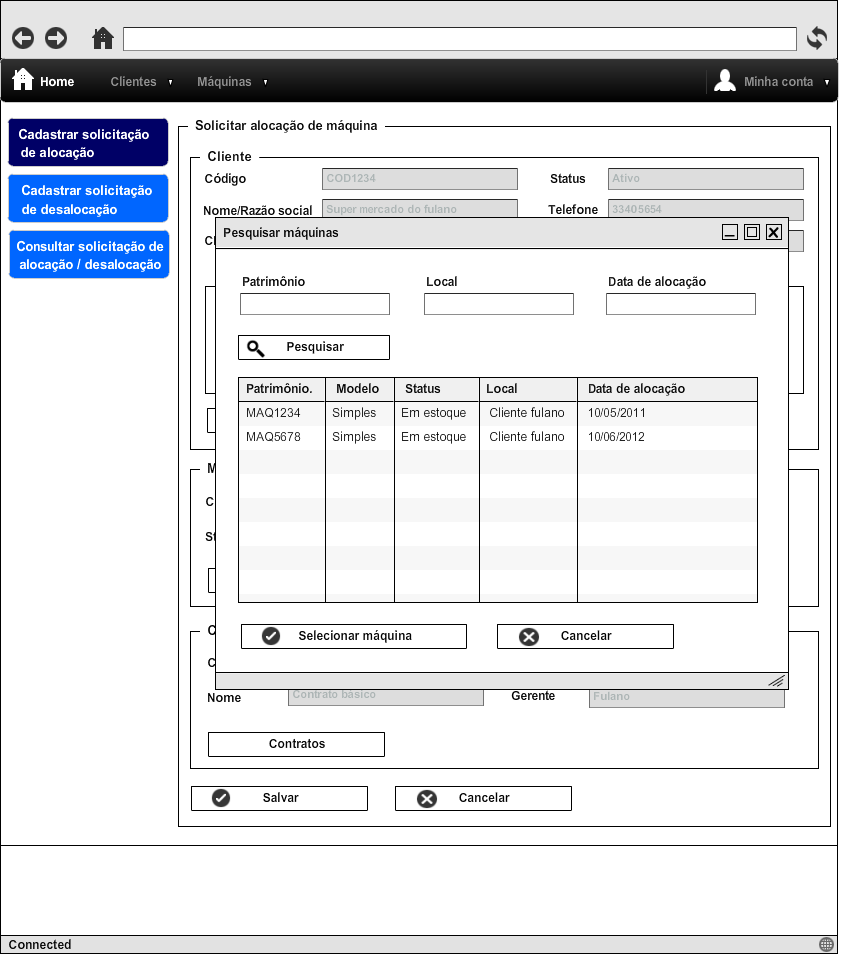 Home Clientes Máquinas Minha conta
Cadastrar solicitação
de alocação
Cadastrar solicitação
de desalocação
Consultar solicitação de
alocação / desalocação
Solicitar alocação de máquina
Cliente
Código COD1234 Status Ativo
Nome/Razão social Super mercado do fulano Telefone 33405654
Pesquisar máquinas
Patrimônio Local Data de alocação
Pesquisar
Patrimônio. Modelo Status Local Data de alocação
MAQ1234 Simples Em estoque Cliente fulano 10/05/2011
MAQ5678 Simples Em estoque Cliente fulano 10/06/2012
Selecionar máquina Cancelar
Nome Contrato básico Gerente Fulano
Contratos
Salvar Cancelar
Connected